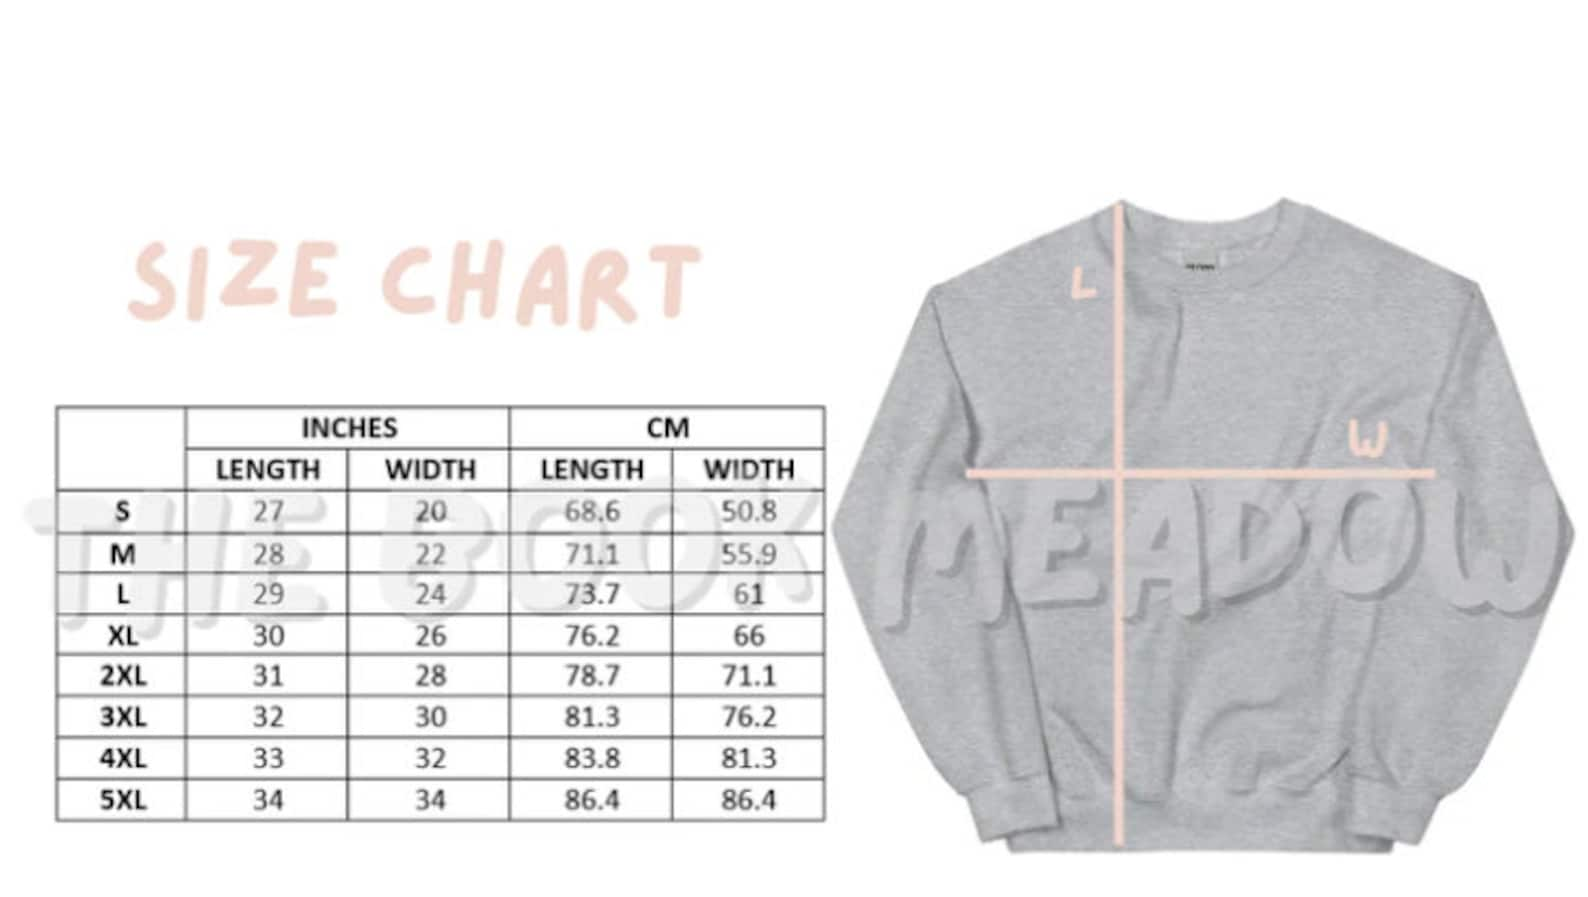 SIZE CHART
INCHES CM
LENGTH WIDTH LENGTH WIDTH
S 27 20 68.6 50.8
M 28 22 71.1 55.9
L 29 24 73.7 61
XL 30 26 76.2 66
2XL 31 28 78.7 71.1
3XL 32 30 81.3 76.2
4XL 33 32 83.8 81.3
5XL 34 34 86.4 86.4
L
W
THE BOOK MEADOW